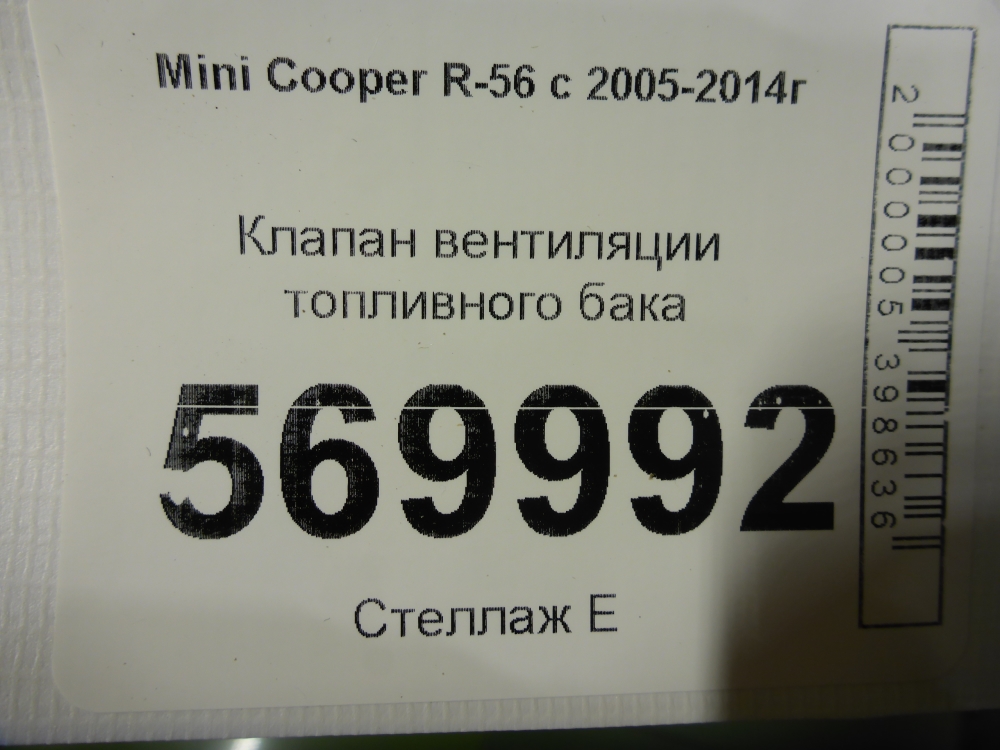 Mini Cooper R-56 с 2005-2014г
Клапан вентиляции
топливного бака
569992
Стеллаж Е
2000005398636